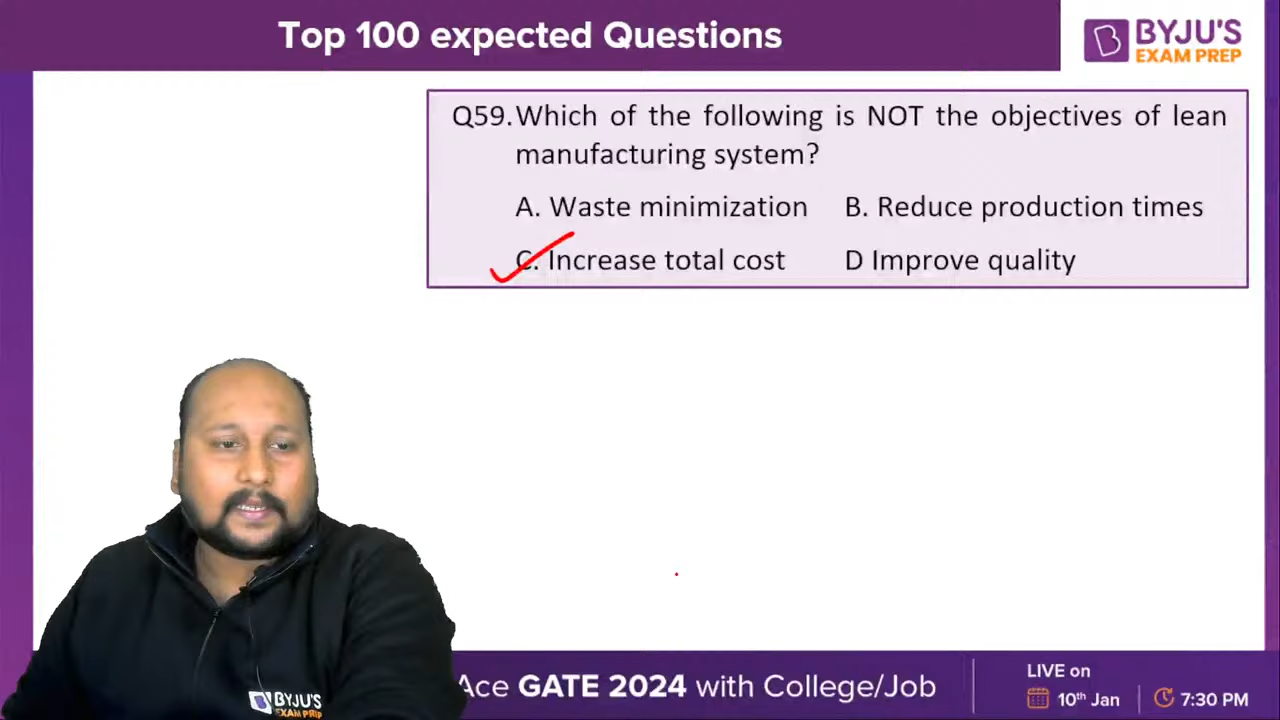 Top 100 expected Questions
BYJU'S
EXAM PREP
Q59. Which of the following is NOT the objectives of lean
manufacturing system?
A. Waste minimization B. Reduce production times
C. Increase total cost D Improve quality
BYJU'S
EXAM PREP
Ace GATE 2024 with College/Job
LIVE on
10th Jan 7:30 PM